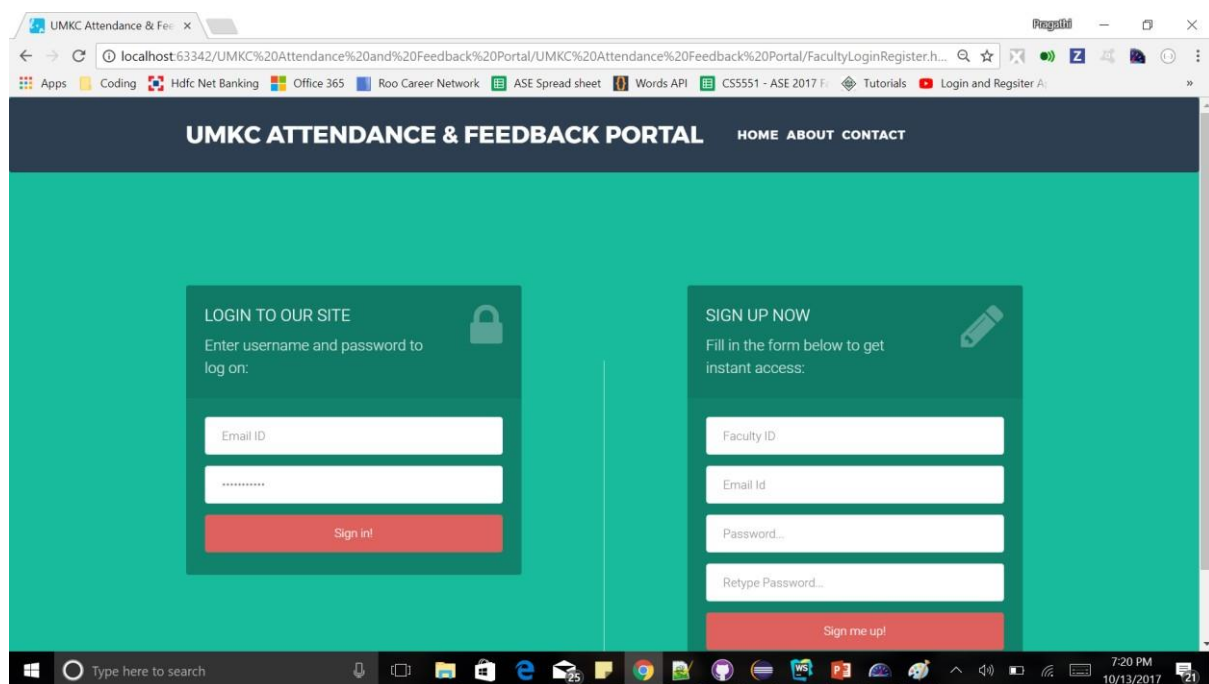 UMKC Attendance & Fee
localhost:63342/UMKC%20Attendance%20and%20Feedback%20Portal/UMKC%20Attendance%20Feedback%20Portal/FacultyLoginRegister.h...
Apps Coding Hdfc Net Banking Office 365 Roo Career Network ASE Spread sheet Words API CS5551 - ASE 2017 F Tutorials Login and Regsiter A
UMKC ATTENDANCE & FEEDBACK PORTAL HOME ABOUT CONTACT
LOGIN TO OUR SITE
Enter username and password to
log on:
Email ID
Sign in!
SIGN UP NOW
Fill in the form below to get
instant access:
Faculty ID
Email Id
Password...
Retype Password...
Sign me up!
Type here to search
25
7:20 PM
10/13/2017
21